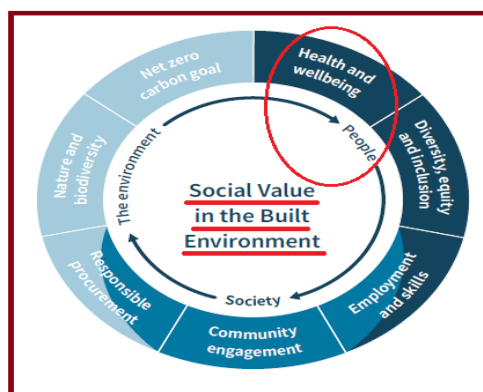 Net zero
carbon goal
Health and
wellbeing
Diversity, equity
and inclusion
Employment
and skills
Community
engagement
Responsible
procurement
Nature and
biodiversity
The environment
People
Society
Social Value
in the Built
Environment